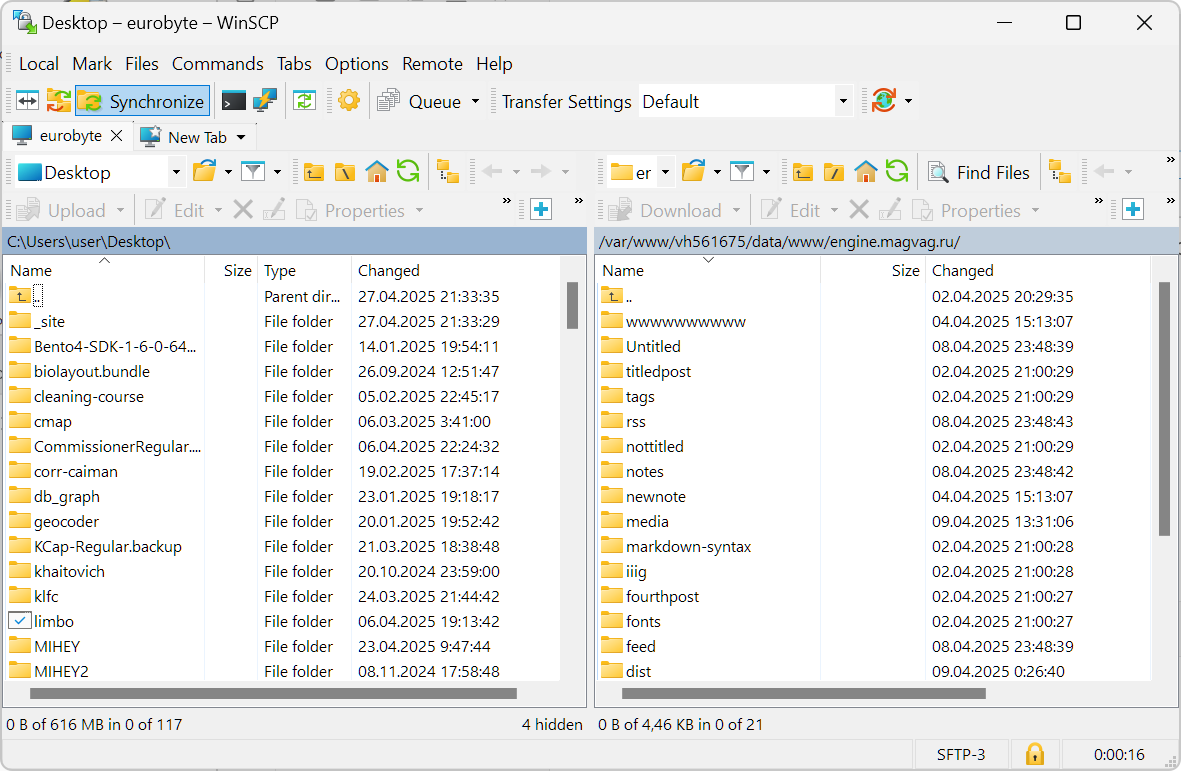 Desktop – eurobyte – WinSCP
Local Mark Files Commands Tabs Options Remote Help
Synchronize Queue Transfer Settings Default
eurobyte New Tab
Desktop er Find Files
Upload Edit Properties Download Edit Properties
C:\Users\user\Desktop\ /var/www/vh561675/data/www/engine.magvag.ru/
Name Size Type Changed Name Size Changed
.. Parent dir... 27.04.2025 21:33:35 .. 02.04.2025 20:29:35
_site File folder 27.04.2025 21:33:29 wwwwwwwwww 04.04.2025 15:13:07
Bento4-SDK-1-6-0-64... File folder 14.01.2025 19:54:11 Untitled 08.04.2025 23:48:39
biolayout.bundle File folder 26.09.2024 12:51:47 titledpost 02.04.2025 21:00:29
cleaning-course File folder 05.02.2025 22:45:17 tags 02.04.2025 21:00:29
cmap File folder 06.03.2025 3:41:00 rss 08.04.2025 23:48:43
CommissionerRegular.... File folder 06.04.2025 22:24:32 nottitled 02.04.2025 21:00:29
corr-caiman File folder 19.02.2025 17:37:14 notes 08.04.2025 23:48:42
db_graph File folder 23.01.2025 19:18:17 newnote 04.04.2025 15:13:07
geocoder File folder 20.01.2025 19:52:42 media 09.04.2025 13:31:06
KCap-Regular.backup File folder 21.03.2025 18:38:48 markdown-syntax 02.04.2025 21:00:28
khaitovich File folder 20.10.2024 23:59:00 iiig 02.04.2025 21:00:28
klfc File folder 24.03.2025 21:44:42 fourthpost 02.04.2025 21:00:27
limbo File folder 06.04.2025 19:13:42 fonts 02.04.2025 21:00:27
MIHEY File folder 23.04.2025 9:47:44 feed 08.04.2025 23:48:39
MIHEY2 File folder 08.11.2024 17:58:48 dist 09.04.2025 0:26:40
0 B of 616 MB in 0 of 117 4 hidden 0 B of 4,46 KB in 0 of 21
SFTP-3 0:00:16